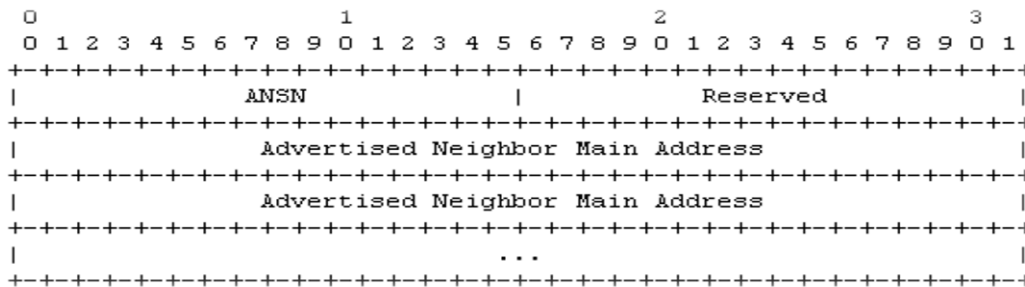 0                   1                   2                   3
0 1 2 3 4 5 6 7 8 9 0 1 2 3 4 5 6 7 8 9 0 1 2 3 4 5 6 7 8 9 0 1
+-+-+-+-+-+-+-+-+-+-+-+-+-+-+-+-+-+-+-+-+-+-+-+-+-+-+-+-+-+-+-+-+
|              ANSN             |           Reserved            |
+-+-+-+-+-+-+-+-+-+-+-+-+-+-+-+-+-+-+-+-+-+-+-+-+-+-+-+-+-+-+-+-+
|               Advertised Neighbor Main Address                |
+-+-+-+-+-+-+-+-+-+-+-+-+-+-+-+-+-+-+-+-+-+-+-+-+-+-+-+-+-+-+-+-+
|               Advertised Neighbor Main Address                |
+-+-+-+-+-+-+-+-+-+-+-+-+-+-+-+-+-+-+-+-+-+-+-+-+-+-+-+-+-+-+-+-+
|                              ...                              |
+-+-+-+-+-+-+-+-+-+-+-+-+-+-+-+-+-+-+-+-+-+-+-+-+-+-+-+-+-+-+-+-+